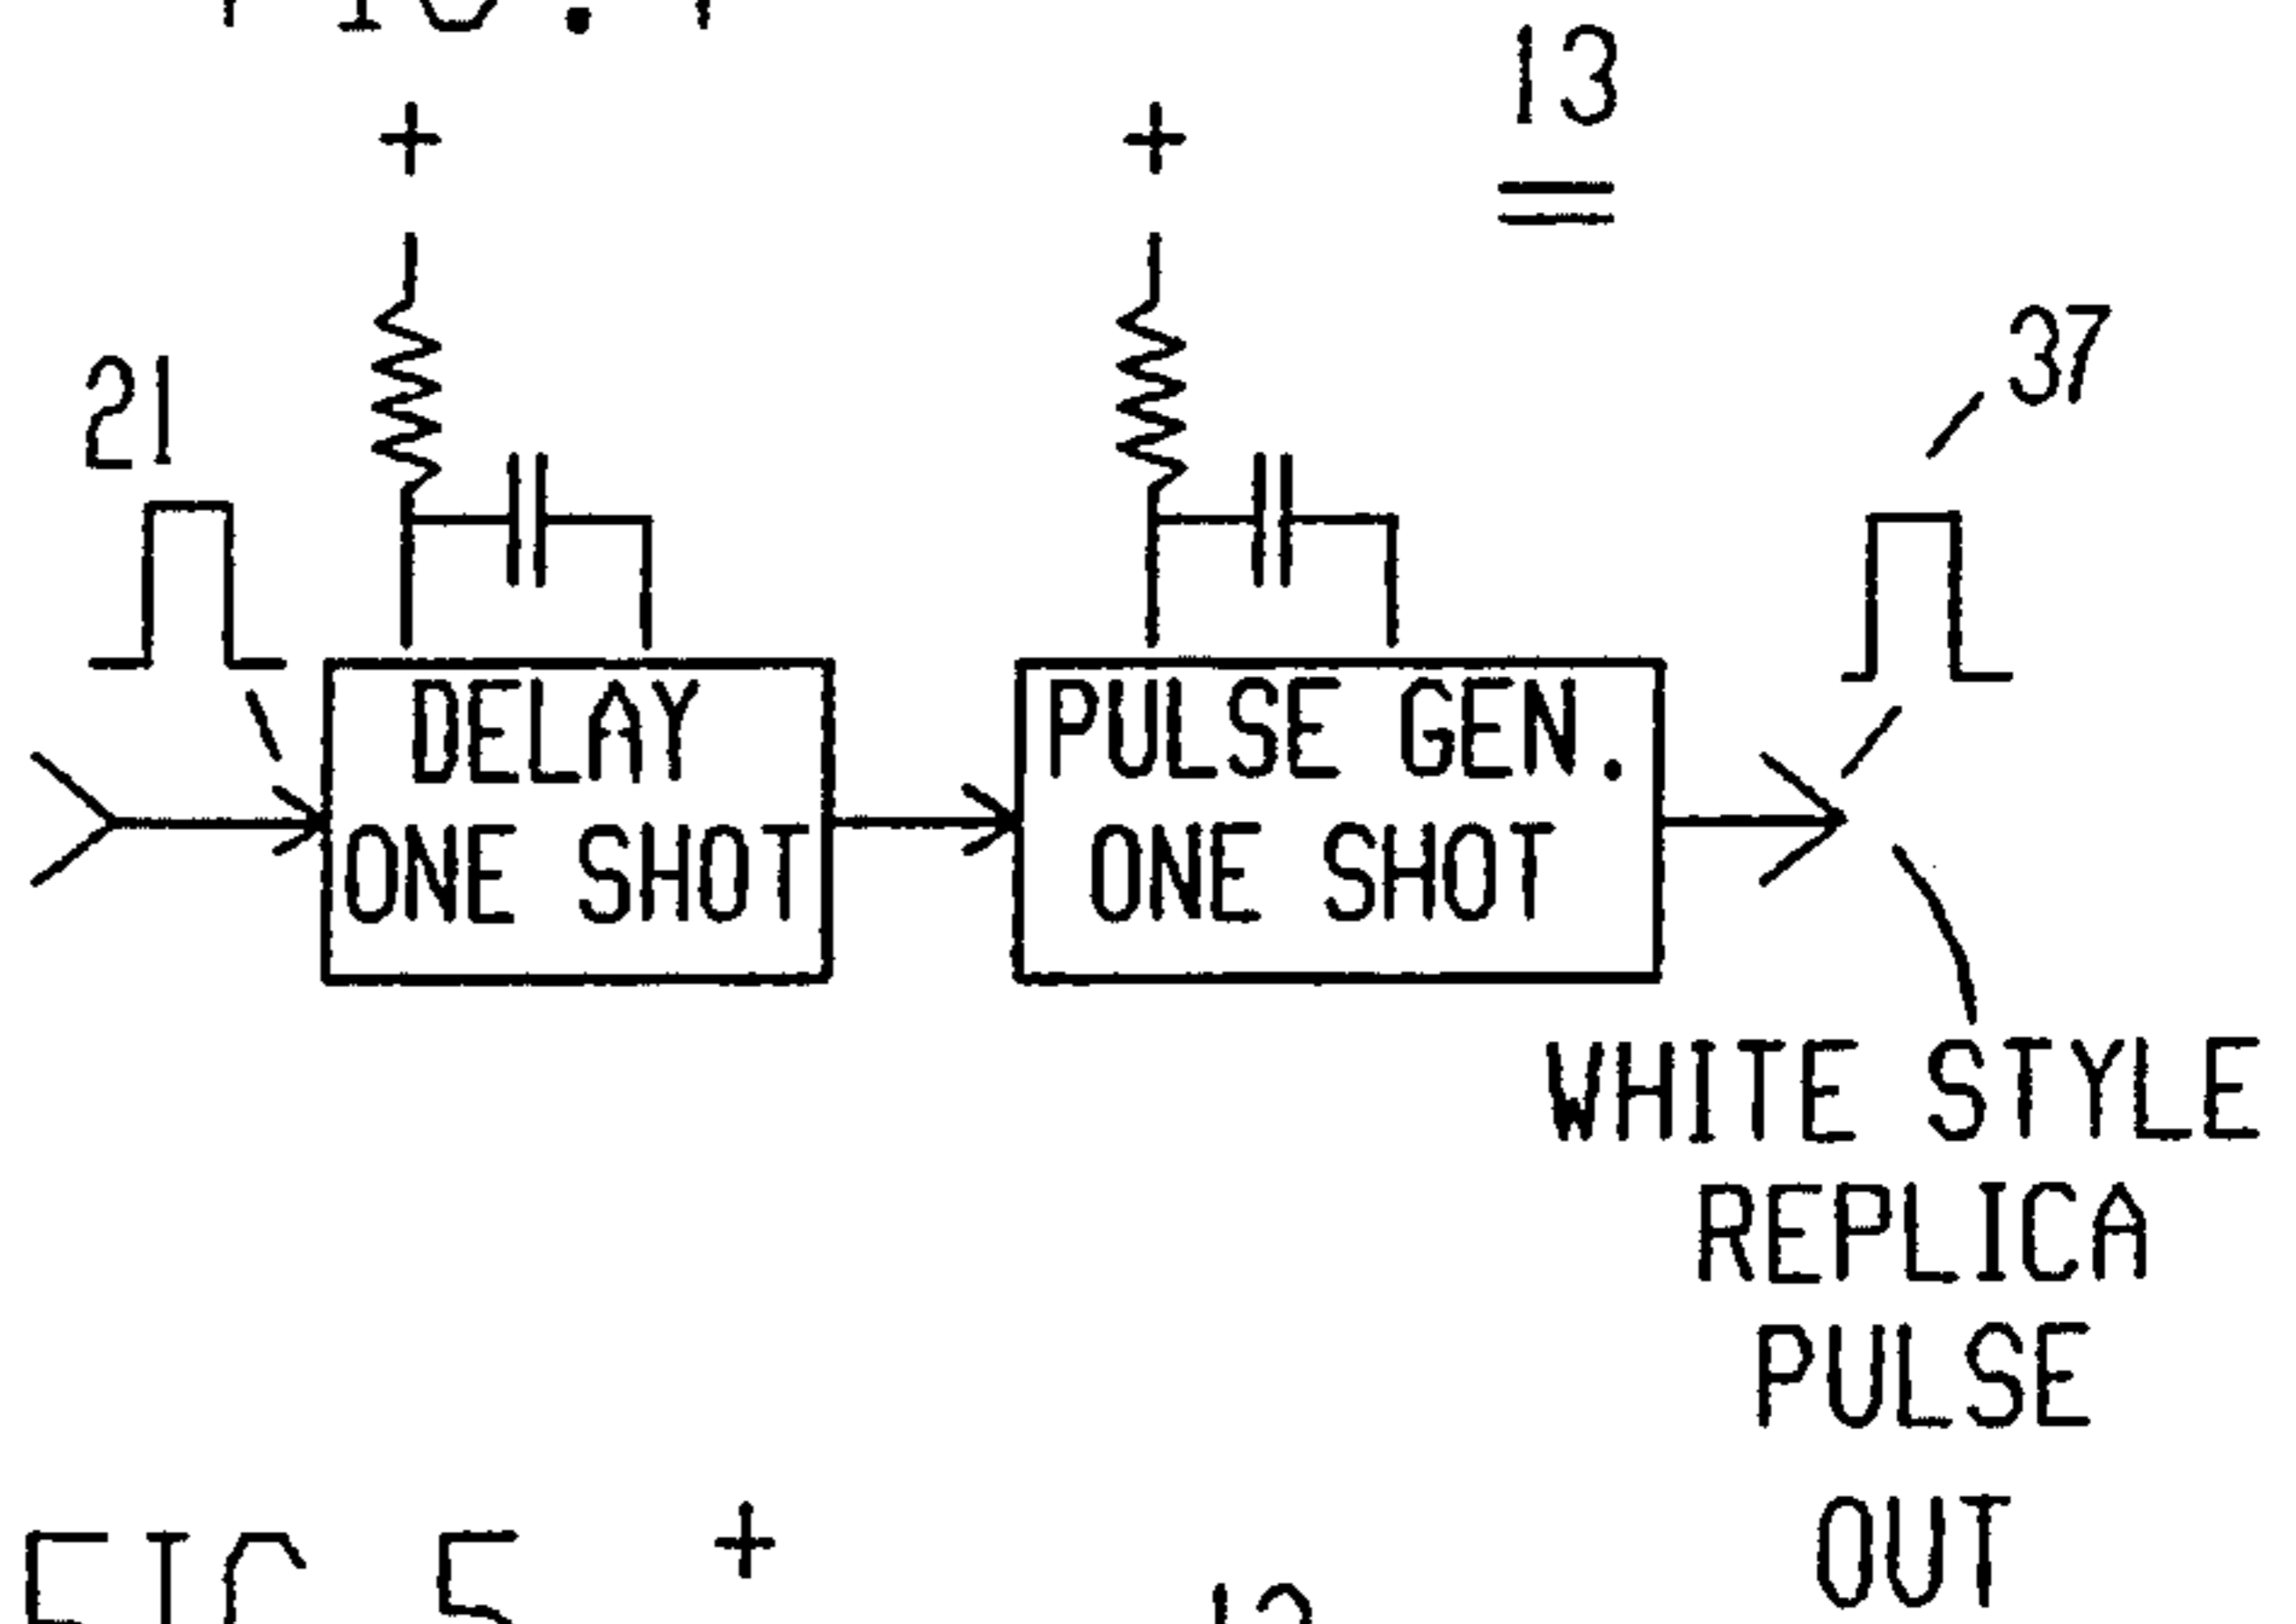 +
+
13
37
21
DELAY
ONE SHOT
PULSE GEN.
ONE SHOT
WHITE STYLE
REPLICA
PULSE
OUT
+